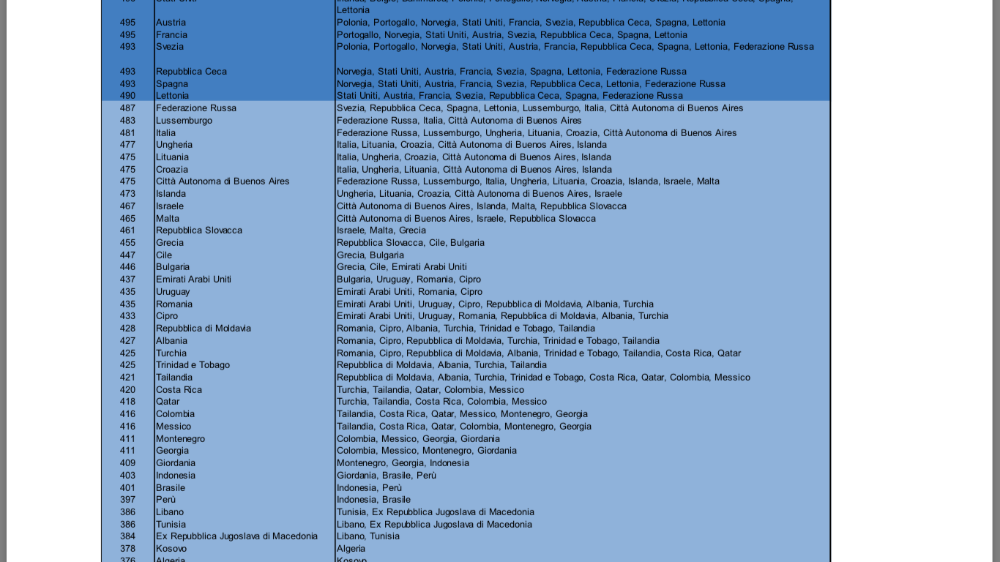 Lettonia
495 Austria Polonia, Portogallo, Norvegia, Stati Uniti, Francia, Svezia, Repubblica Ceca, Spagna, Lettonia
495 Francia Portogallo, Norvegia, Stati Uniti, Austria, Svezia, Repubblica Ceca, Spagna, Lettonia
493 Svezia Polonia, Portogallo, Norvegia, Stati Uniti, Austria, Francia, Repubblica Ceca, Spagna, Lettonia, Federazione Russa
493 Repubblica Ceca Norvegia, Stati Uniti, Austria, Francia, Svezia, Spagna, Lettonia, Federazione Russa
493 Spagna Norvegia, Stati Uniti, Austria, Francia, Svezia, Repubblica Ceca, Lettonia, Federazione Russa
490 Lettonia Stati Uniti, Austria, Francia, Svezia, Repubblica Ceca, Spagna, Federazione Russa
487 Federazione Russa Svezia, Repubblica Ceca, Spagna, Lettonia, Lussemburgo, Italia, Città Autonoma di Buenos Aires
483 Lussemburgo Federazione Russa, Italia, Città Autonoma di Buenos Aires
481 Italia Federazione Russa, Lussemburgo, Ungheria, Lituania, Croazia, Città Autonoma di Buenos Aires
477 Ungheria Italia, Lituania, Croazia, Città Autonoma di Buenos Aires, Islanda
475 Lituania Italia, Ungheria, Croazia, Città Autonoma di Buenos Aires, Islanda
475 Croazia Italia, Ungheria, Lituania, Città Autonoma di Buenos Aires, Islanda
475 Città Autonoma di Buenos Aires Federazione Russa, Lussemburgo, Italia, Ungheria, Lituania, Croazia, Islanda, Israele, Malta
473 Islanda Ungheria, Lituania, Croazia, Città Autonoma di Buenos Aires, Israele
467 Israele Città Autonoma di Buenos Aires, Islanda, Malta, Repubblica Slovacca
465 Malta Città Autonoma di Buenos Aires, Israele, Repubblica Slovacca
461 Repubblica Slovacca Israele, Malta, Grecia
455 Grecia Repubblica Slovacca, Cile, Bulgaria
447 Cile Grecia, Bulgaria
446 Bulgaria Grecia, Cile, Emirati Arabi Uniti
437 Emirati Arabi Uniti Bulgaria, Uruguay, Romania, Cipro
435 Uruguay Emirati Arabi Uniti, Romania, Cipro
435 Romania Emirati Arabi Uniti, Uruguay, Cipro, Repubblica di Moldavia, Albania, Turchia
433 Cipro Emirati Arabi Uniti, Uruguay, Romania, Repubblica di Moldavia, Albania, Turchia
428 Repubblica di Moldavia Romania, Cipro, Albania, Turchia, Trinidad e Tobago, Tailandia
427 Albania Romania, Cipro, Repubblica di Moldavia, Turchia, Trinidad e Tobago, Tailandia
425 Turchia Romania, Cipro, Repubblica di Moldavia, Albania, Trinidad e Tobago, Tailandia, Costa Rica, Qatar
425 Trinidad e Tobago Repubblica di Moldavia, Albania, Turchia, Tailandia
421 Tailandia Repubblica di Moldavia, Albania, Turchia, Trinidad e Tobago, Costa Rica, Qatar, Colombia, Messico
420 Costa Rica Turchia, Tailandia, Qatar, Colombia, Messico
418 Qatar Turchia, Tailandia, Costa Rica, Colombia, Messico
416 Colombia Tailandia, Costa Rica, Qatar, Messico, Montenegro, Georgia
416 Messico Tailandia, Costa Rica, Qatar, Colombia, Montenegro, Georgia
411 Montenegro Colombia, Messico, Georgia, Giordania
411 Georgia Colombia, Messico, Montenegro, Giordania
409 Giordania Montenegro, Georgia, Indonesia
403 Indonesia Giordania, Brasile, Perù
401 Brasile Indonesia, Perù
397 Perù Indonesia, Brasile
386 Libano Tunisia, Ex Repubblica Jugoslava di Macedonia
386 Tunisia Libano, Ex Repubblica Jugoslava di Macedonia
384 Ex Repubblica Jugoslava di Macedonia Libano, Tunisia
378 Kosovo Algeria
376 Algeria Kosovo